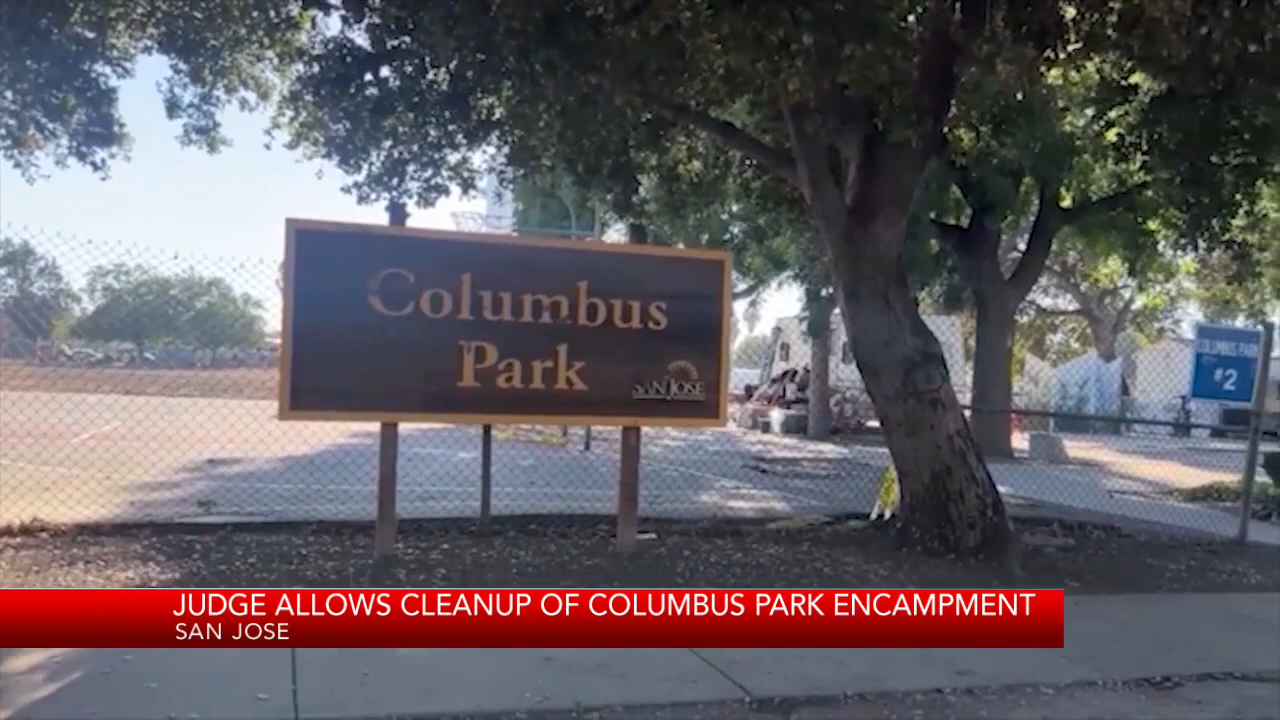 Columbus
Park
SAN JOSE
COLUMBUS PARK
#2
JUDGE ALLOWS CLEANUP OF COLUMBUS PARK ENCAMPMENT
SAN JOSE